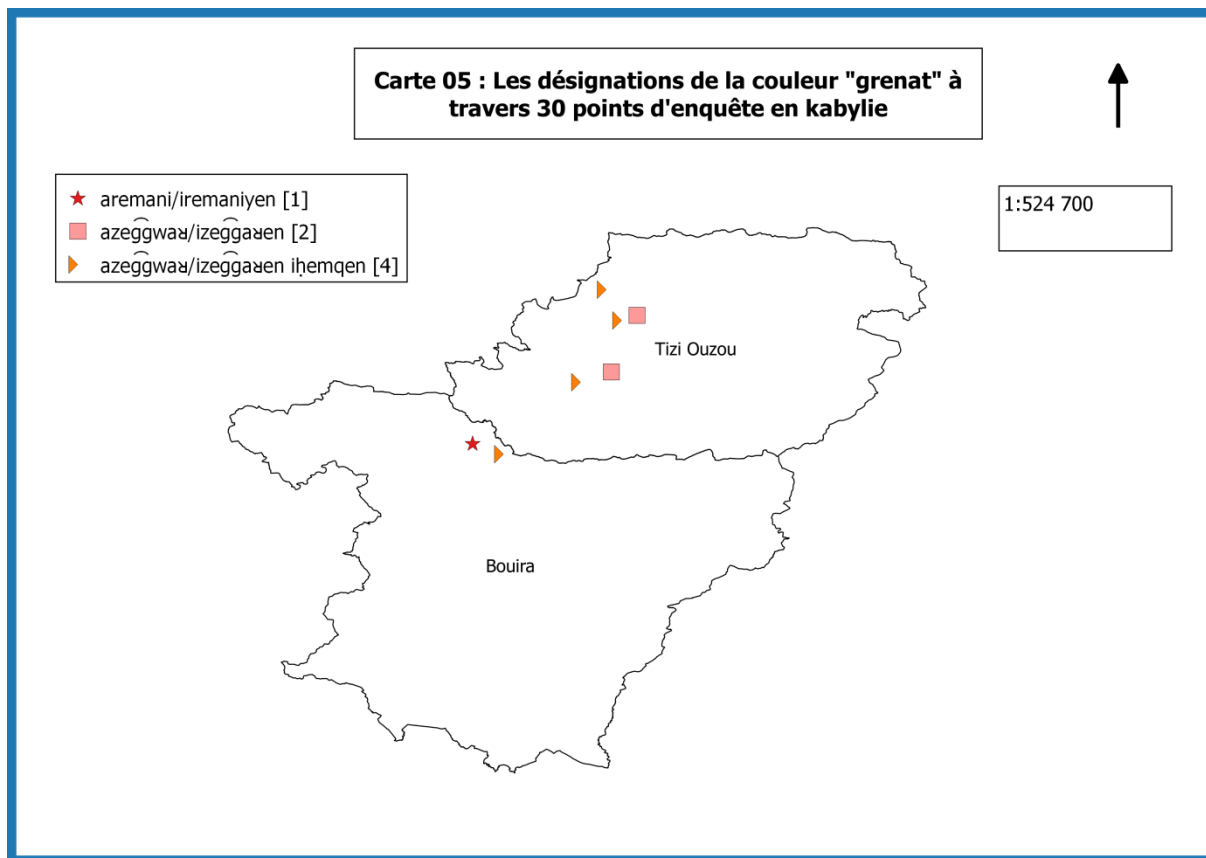 Carte 05 : Les désignations de la couleur "grenat" à
travers 30 points d'enquête en kabylie
aremani/iremaniyen [1]
azeg͡gwaʁ/izeg͡gaʁen [2]
azeg͡gwaʁ/izeg͡gaʁen iḥemqen [4]
1:524 700
Tizi Ouzou
Bouira